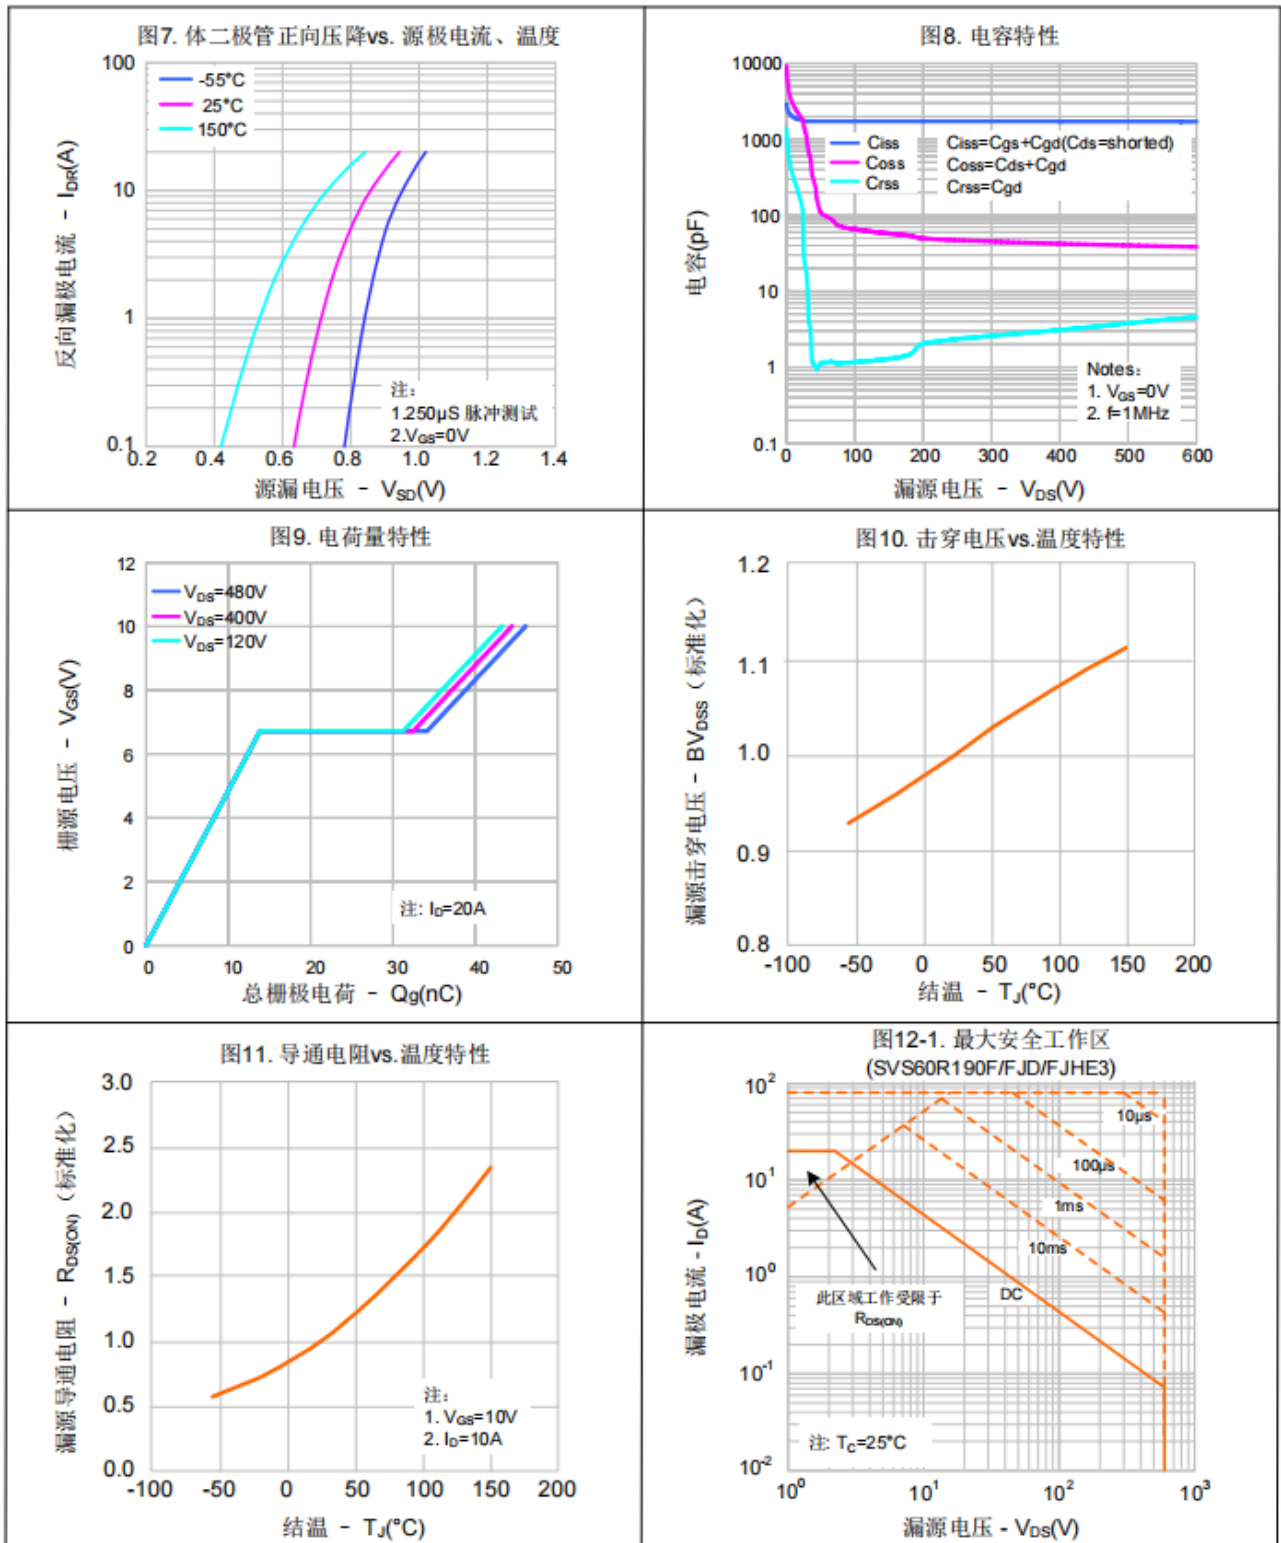 图7. 体二极管正向压降vs. 源极电流、温度
100
10
1
0.1
反向漏极电流 - IDR(A)
-55°C
25°C
150°C
注:
1.250μS 脉冲测试
2.VGS=0V
0.2 0.4 0.6 0.8 1.0 1.2 1.4
源漏电压 - VSD(V)
图8. 电容特性
10000
1000
100
10
1
0.1
电容(pF)
Ciss Ciss=Cgs+Cgd(Cds=shorted)
Coss Coss=Cds+Cgd
Crss Crss=Cgd
Notes:
1. VGS=0V
2. f=1MHz
0 100 200 300 400 500 600
漏源电压 - VDS(V)
图9. 电荷量特性
12
10
8
6
4
2
0
栅源电压 - VGS(V)
VDS=480V
VDS=400V
VDS=120V
注: ID=20A
0 10 20 30 40 50
总栅极电荷 - Qg(nC)
图10. 击穿电压vs.温度特性
1.2
1.1
1.0
0.9
0.8
漏源击穿电压 - BVDSS（标准化）
-100 -50 0 50 100 150 200
结温 - TJ(°C)
图11. 导通电阻vs.温度特性
3.0
2.5
2.0
1.5
1.0
0.5
0.0
漏源导通电阻 - RDS(ON)（标准化）
注:
1. VGS=10V
2. ID=10A
-100 -50 0 50 100 150 200
结温 - TJ(°C)
图12-1. 最大安全工作区
(SVS60R190F/FJD/FJHE3)
10²
10¹
10⁰
10⁻¹
10⁻²
漏极电流 - ID(A)
10μs
100μs
1ms
10ms
DC
此区域工作受限于
RDS(ON)
注: TC=25°C
10⁰ 10¹ 10² 10³
漏源电压 - VDS(V)